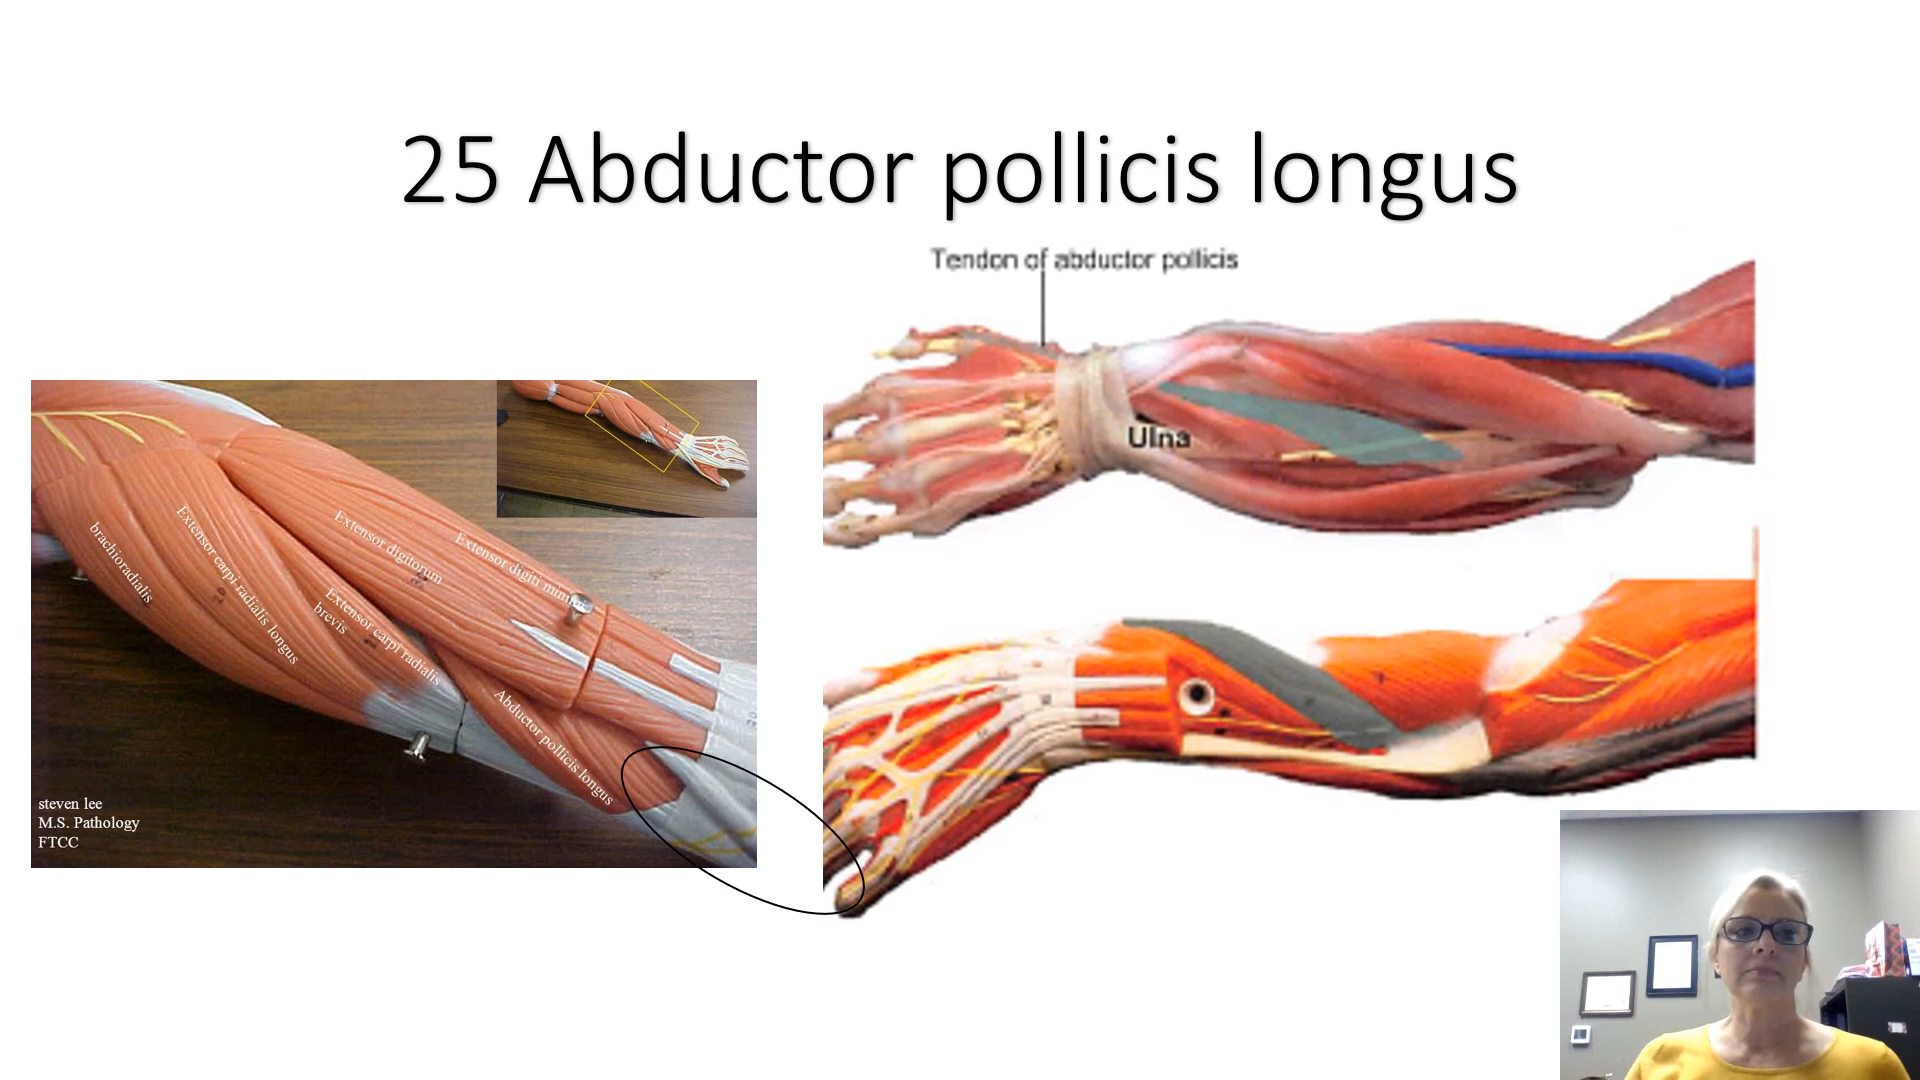 25 Abductor pollicis longus
Tendon of abductor pollicis
Ulna
brachioradialis
Extensor carpi radialis longus
Extensor carpi radialis
brevis
Extensor digitorum
Extensor digiti mini
Abductor pollicis longus
steven lee
M.S. Pathology
FTCC